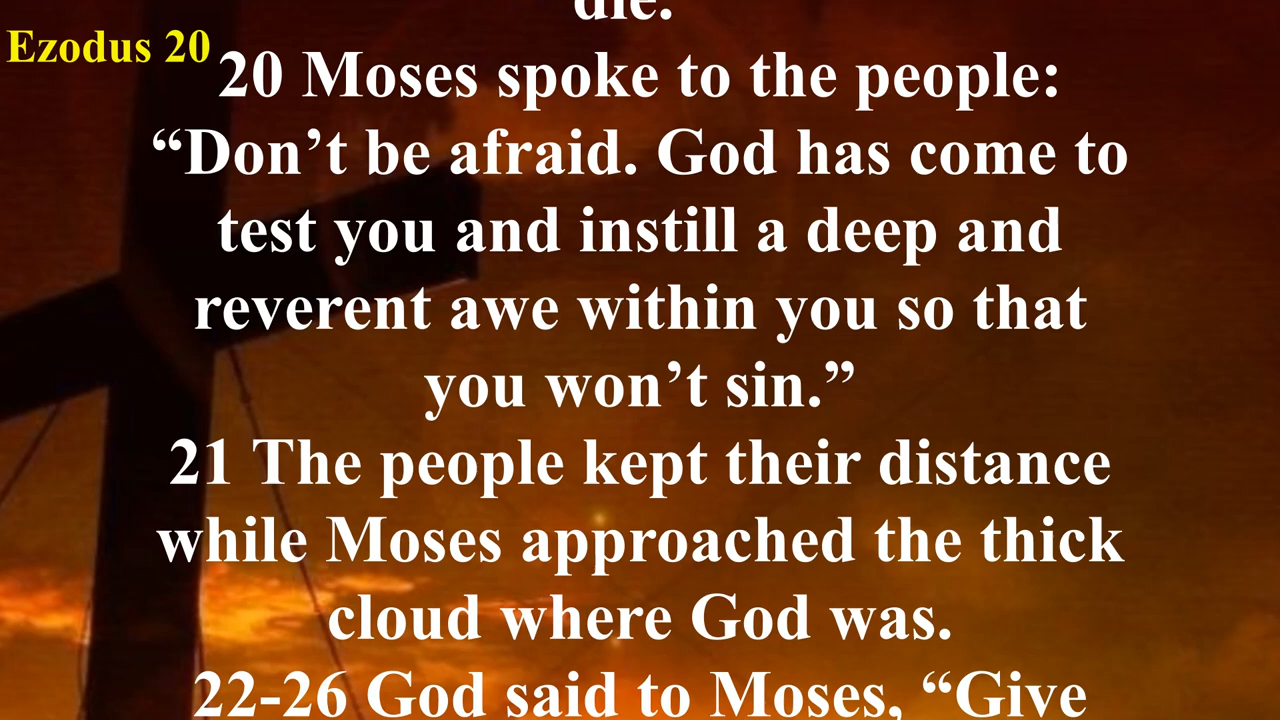 die.
Ezodus 20
20 Moses spoke to the people:
“Don’t be afraid. God has come to
test you and instill a deep and
reverent awe within you so that
you won’t sin.”
21 The people kept their distance
while Moses approached the thick
cloud where God was.
22-26 God said to Moses, “Give